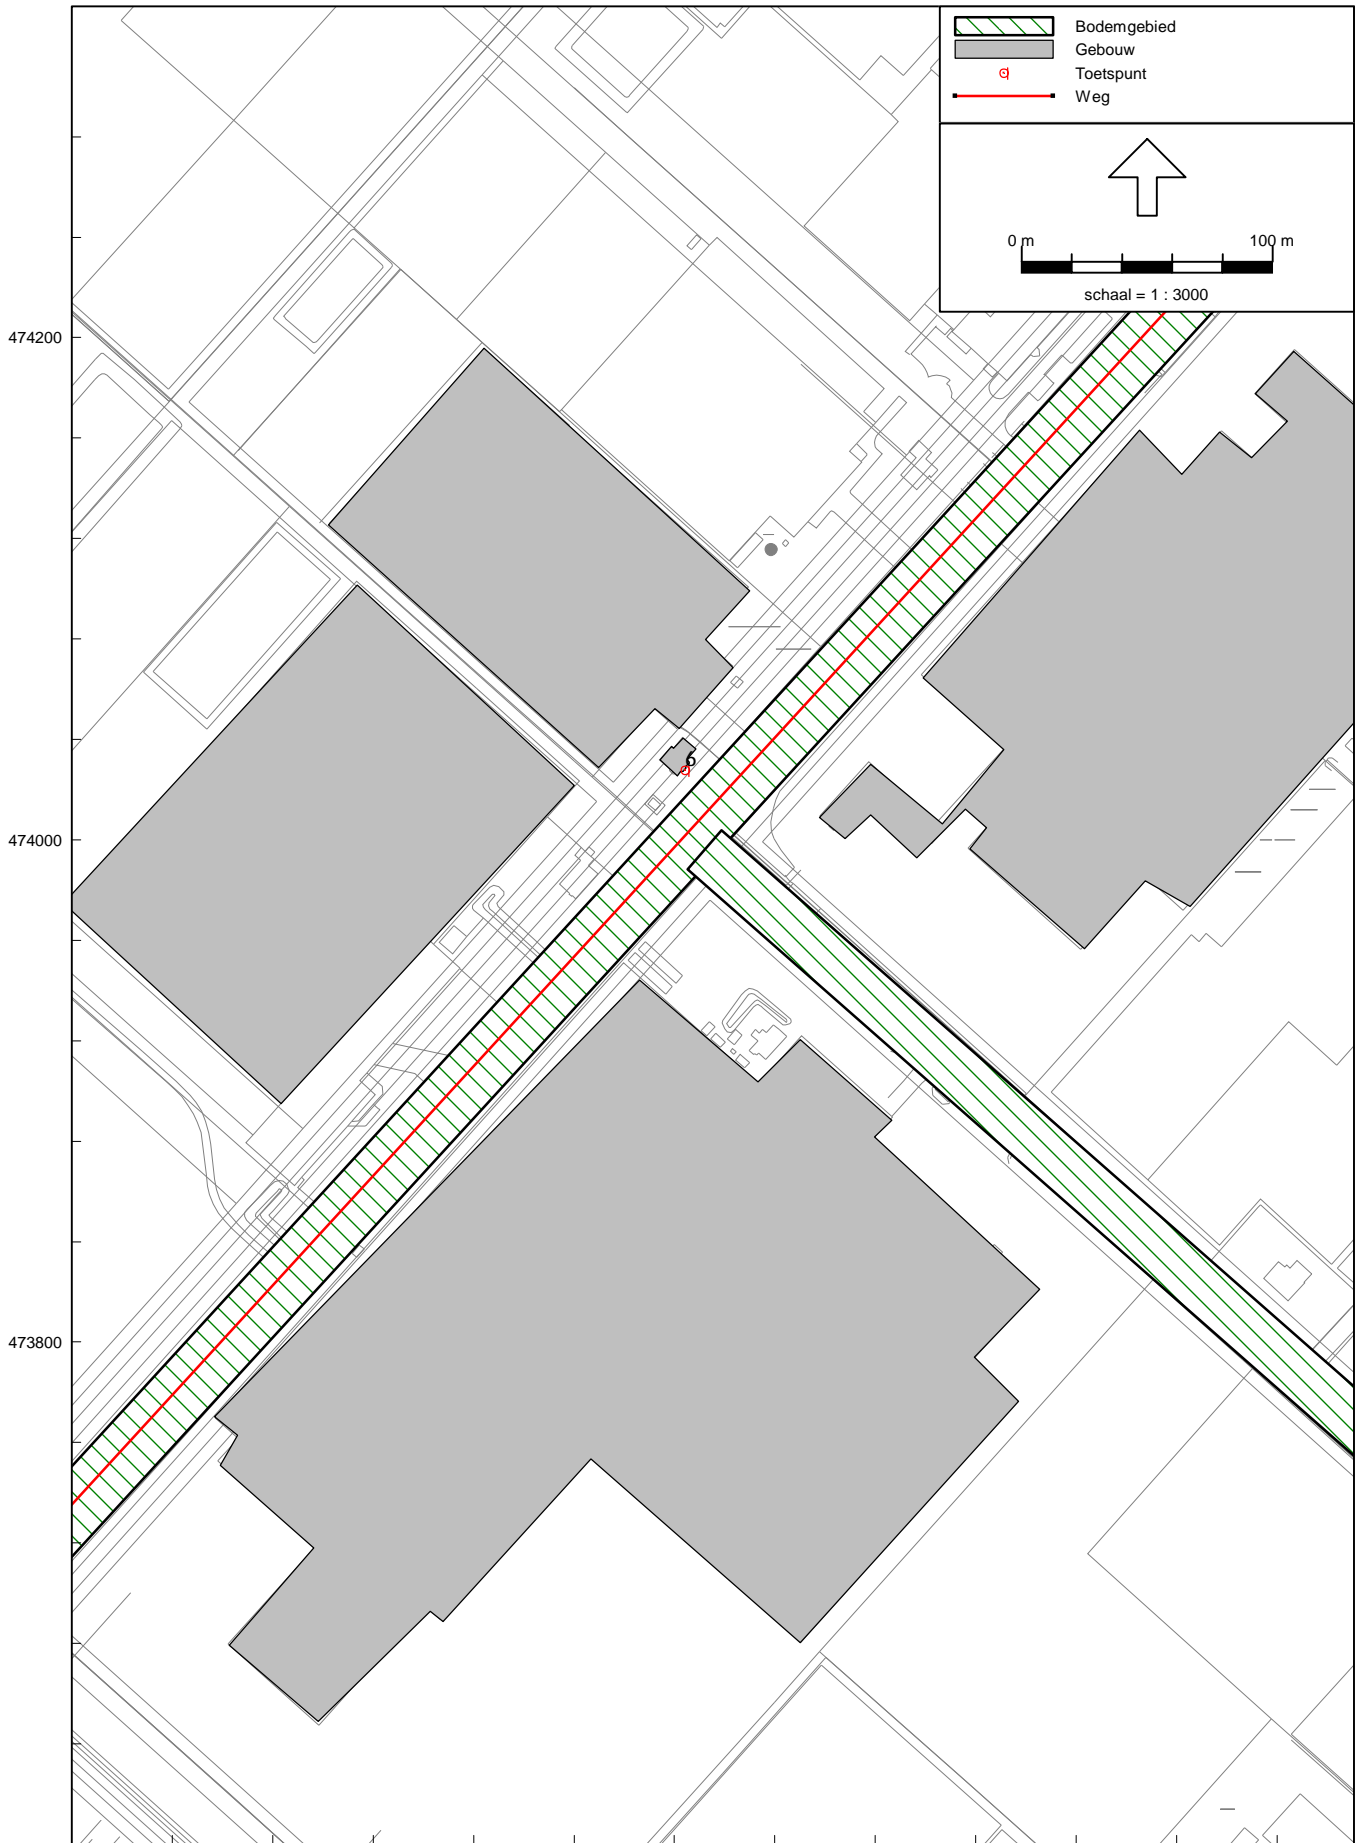 Bodemgebied
Gebouw
Toetspunt
Weg
0 m 100 m
schaal = 1 : 3000
474200
6
474000
473800